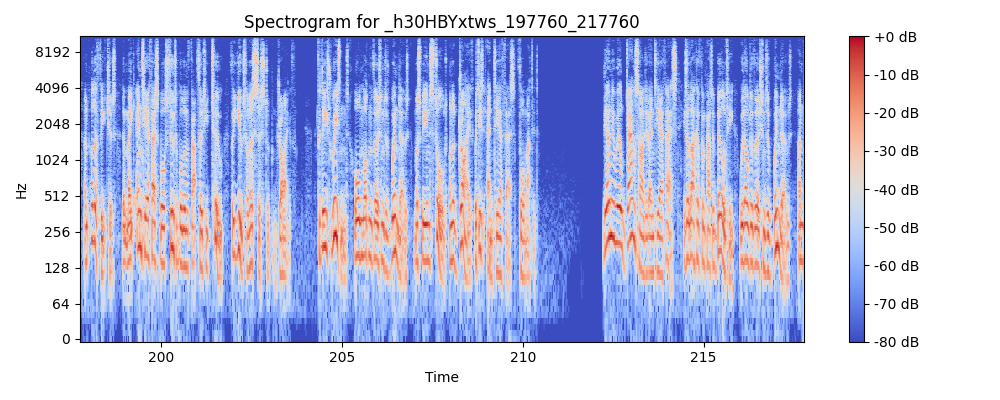 Spectrogram for _h30HBYxtws_197760_217760
8192
4096
2048
1024
512
256
128
64
0
Hz
200
205
210
215
Time
+0 dB
-10 dB
-20 dB
-30 dB
-40 dB
-50 dB
-60 dB
-70 dB
-80 dB